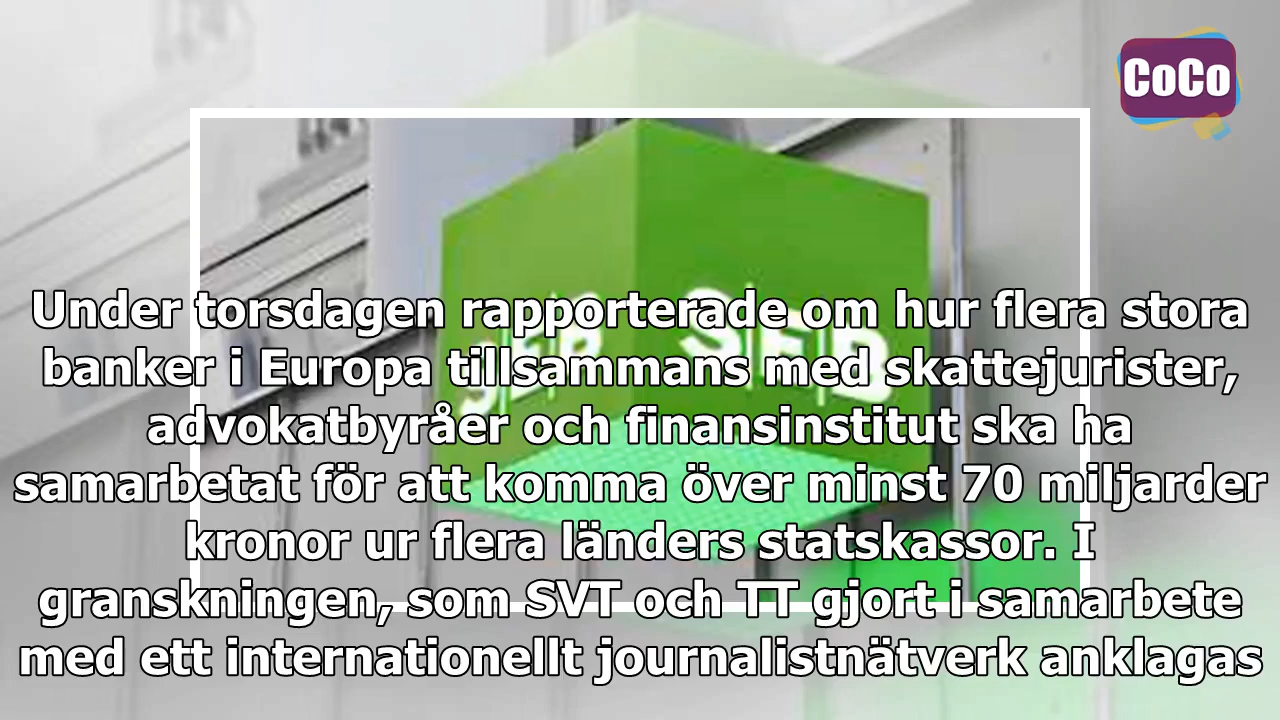 CoCo
SEB
SEB
Under torsdagen rapporterade om hur flera stora
banker i Europa tillsammans med skattejurister,
advokatbyråer och finansinstitut ska ha
samarbetat för att komma över minst 70 miljarder
kronor ur flera länders statskassor. I
granskningen, som SVT och TT gjort i samarbete
med ett internationellt journalistnätverk anklagas